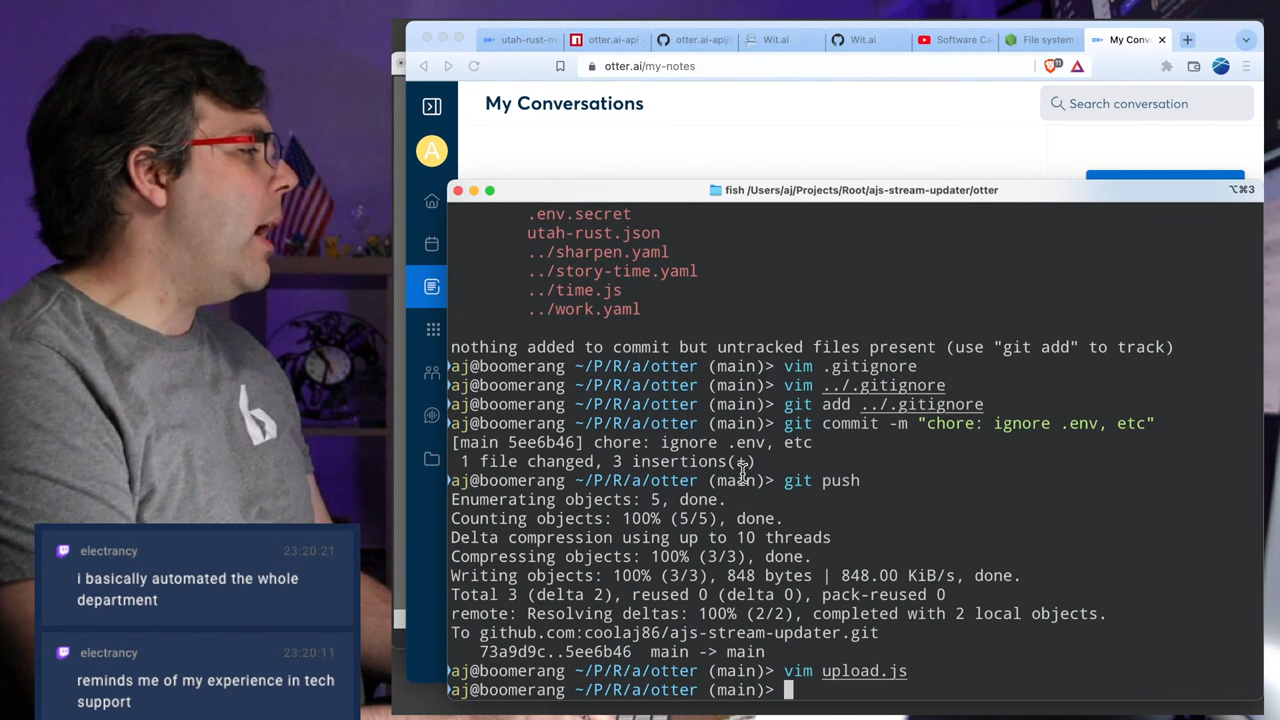 utah-rust-m
otter.ai-api
otter.ai-api/
Wit.ai
Wit.ai
Software Ca
File system
My Conv
otter.ai/my-notes
11
My Conversations
Search conversation
A
fish /Users/aj/Projects/Root/ajs-stream-updater/otter
⌥⌘3
.env.secret
utah-rust.json
../sharpen.yaml
../story-time.yaml
../time.js
../work.yaml
nothing added to commit but untracked files present (use "git add" to track)
aj@boomerang ~/P/R/a/otter (main)> vim .gitignore
aj@boomerang ~/P/R/a/otter (main)> vim ../.gitignore
aj@boomerang ~/P/R/a/otter (main)> git add ../.gitignore
aj@boomerang ~/P/R/a/otter (main)> git commit -m "chore: ignore .env, etc"
[main 5ee6b46] chore: ignore .env, etc
1 file changed, 3 insertions(+)
aj@boomerang ~/P/R/a/otter (main)> git push
Enumerating objects: 5, done.
Counting objects: 100% (5/5), done.
Delta compression using up to 10 threads
Compressing objects: 100% (3/3), done.
Writing objects: 100% (3/3), 848 bytes | 848.00 KiB/s, done.
Total 3 (delta 2), reused 0 (delta 0), pack-reused 0
remote: Resolving deltas: 100% (2/2), completed with 2 local objects.
To github.com:coolaj86/ajs-stream-updater.git
73a9d9c..5ee6b46 main -> main
aj@boomerang ~/P/R/a/otter (main)> vim upload.js
aj@boomerang ~/P/R/a/otter (main)>
electrancy 23:20:21
i basically automated the whole
department
electrancy 23:20:11
reminds me of my experience in tech
support